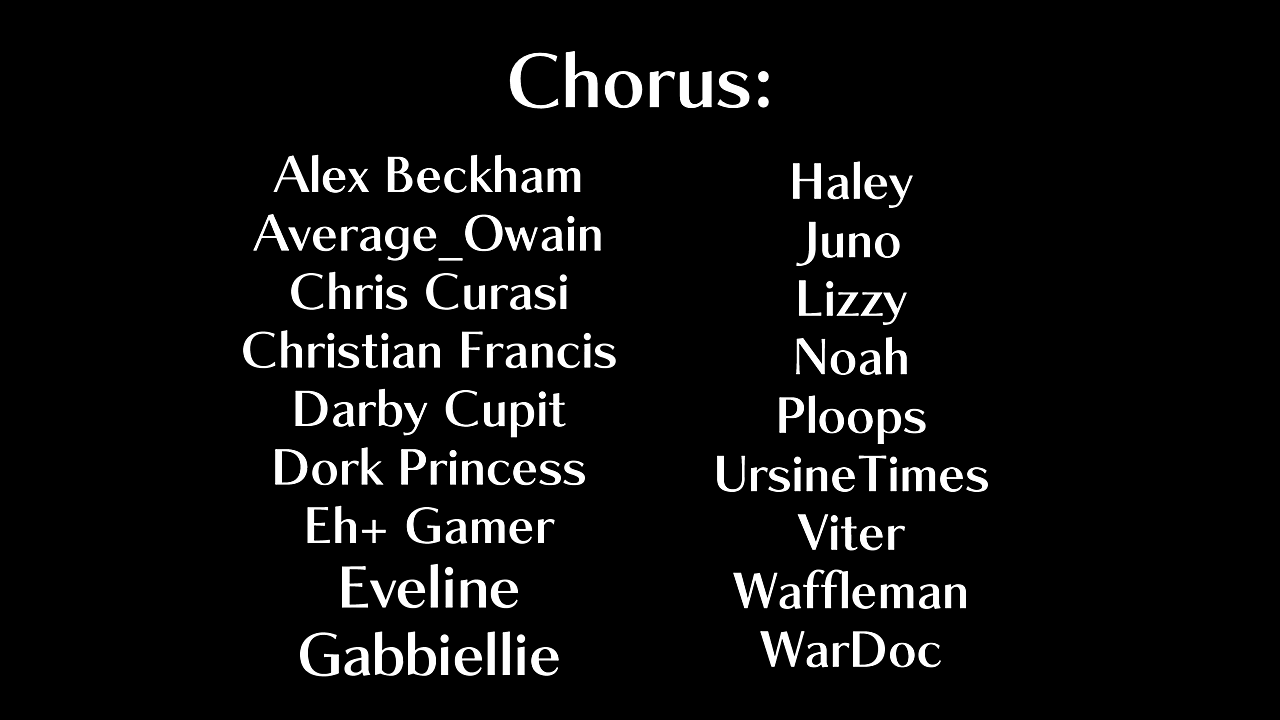 Chorus:
Alex Beckham
Average_Owain
Chris Curasi
Christian Francis
Darby Cupit
Dork Princess
Eh+ Gamer
Eveline
Gabbiellie
Haley
Juno
Lizzy
Noah
Ploops
UrsineTimes
Viter
Waffleman
WarDoc